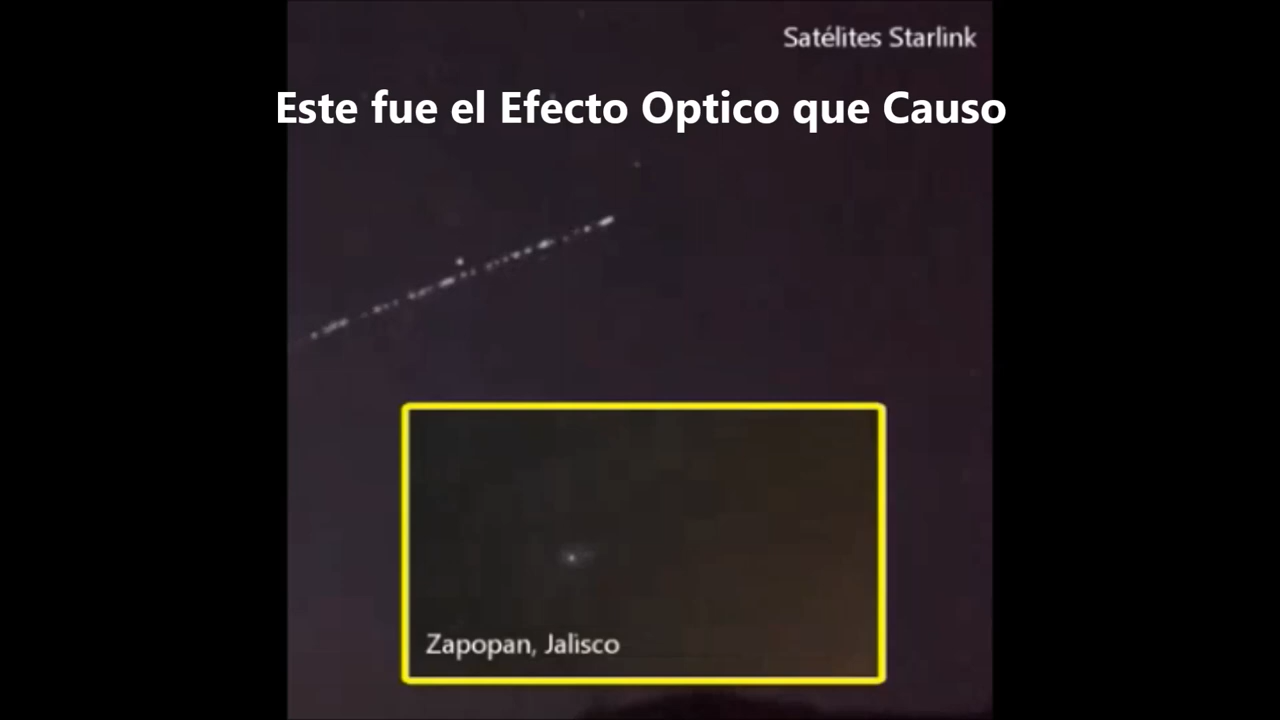 Satélites Starlink
Este fue el Efecto Optico que Causo
Zapopan, Jalisco